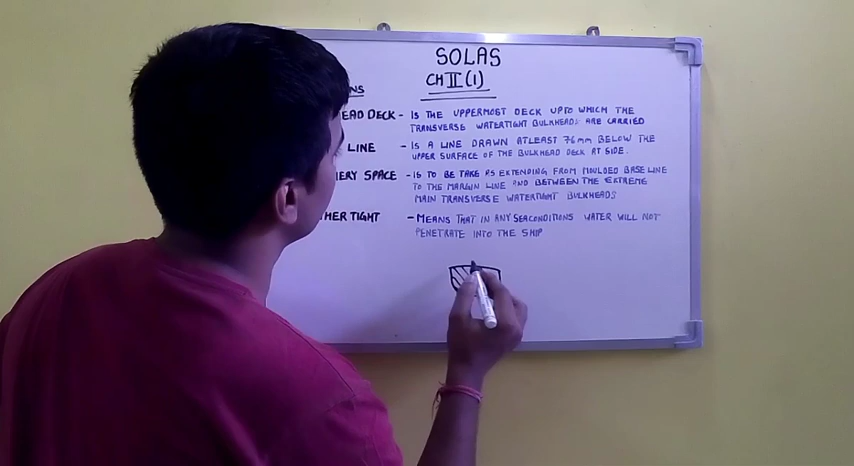 SOLAS
CH II (1)
NS
EAD DECK - IS THE UPPERMOST DECK UPTO WHICH THE
TRANSVERSE WATERTIGHT BULKHEADS ARE CARRIED
LINE - IS A LINE DRAWN ATLEAST 76mm BELOW THE
UPPER SURFACE OF THE BULKHEAD DECK AT SIDE.
ERY SPACE - IS TO BE TAKE AS EXTENDING FROM MOULDED BASE LINE
TO THE MARGIN LINE AND BETWEEN THE EXTREME
MAIN TRANSVERSE WATERTIGHT BULKHEADS
THER TIGHT - MEANS THAT IN ANY SEACONDITIONS WATER WILL NOT
PENETRATE INTO THE SHIP